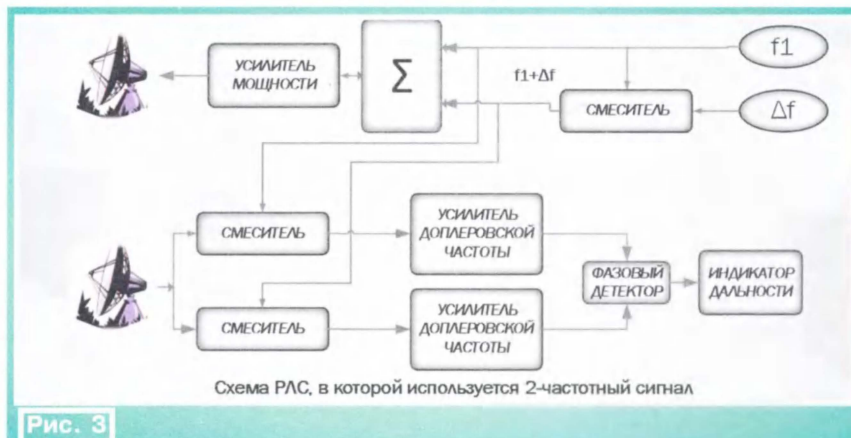 УСИЛИТЕЛЬ
МОЩНОСТИ
Σ
f1
f1+Δf
СМЕСИТЕЛЬ
Δf
СМЕСИТЕЛЬ
УСИЛИТЕЛЬ
ДОПЛЕРОВСКОЙ
ЧАСТОТЫ
ФАЗОВЫЙ
ДЕТЕКТОР
ИНДИКАТОР
ДАЛЬНОСТИ
СМЕСИТЕЛЬ
УСИЛИТЕЛЬ
ДОПЛЕРОВСКОЙ
ЧАСТОТЫ
Схема РЛС, в которой используется 2-частотный сигнал
Рис. 3